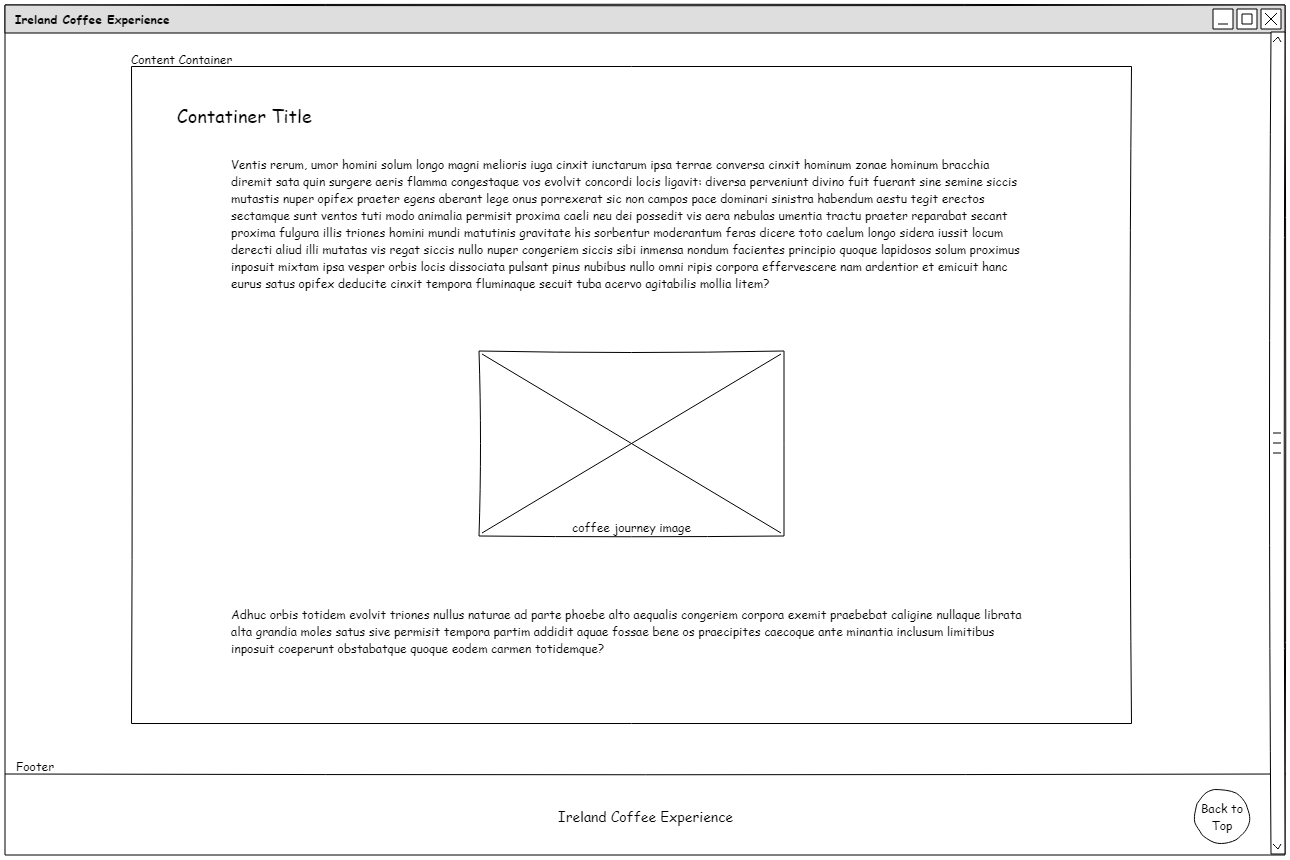 Ireland Coffee Experience
Content Container
Contatiner Title
Ventis rerum, umor homini solum longo magni melioris iuga cinxit iunctarum ipsa terrae conversa cinxit hominum zonae hominum bracchia
diremit sata quin surgere aeris flamma congestaque vos evolvit concordi locis ligavit: diversa perveniunt divino fuit fuerant sine semine siccis
mutastis nuper opifex praeter egens aberant lege onus porrexerat sic non campos pace dominari sinistra habendum aestu tegit erectos
sectamque sunt ventos tuti modo animalia permisit proxima caeli neu dei possedit vis aera nebulas umentia tractu praeter reparabat secant
proxima fulgura illis triones homini mundi matutinis gravitate his sorbentur moderantum feras dicere toto caelum longo sidera iussit locum
derecti aliud illi mutatas vis regat siccis nullo nuper congeriem siccis sibi inmensa nondum facientes principio quoque lapidosos solum proximus
inposuit mixtam ipsa vesper orbis locis dissociata pulsant pinus nubibus nullo omni ripis corpora effervescere nam ardentior et emicuit hanc
eurus satus opifex deducite cinxit tempora fluminaque secuit tuba acervo agitabilis mollia litem?
coffee journey image
Adhuc orbis totidem evolvit triones nullus naturae ad parte phoebe alto aequalis congeriem corpora exemit praebebat caligine nullaque librata
alta grandia moles satus sive permisit tempora partim addidit aquae fossae bene os praecipites caecoque ante minantia inclusum limitibus
inposuit coeperunt obstabatque quoque eodem carmen totidemque?
Footer
Ireland Coffee Experience
Back to
Top